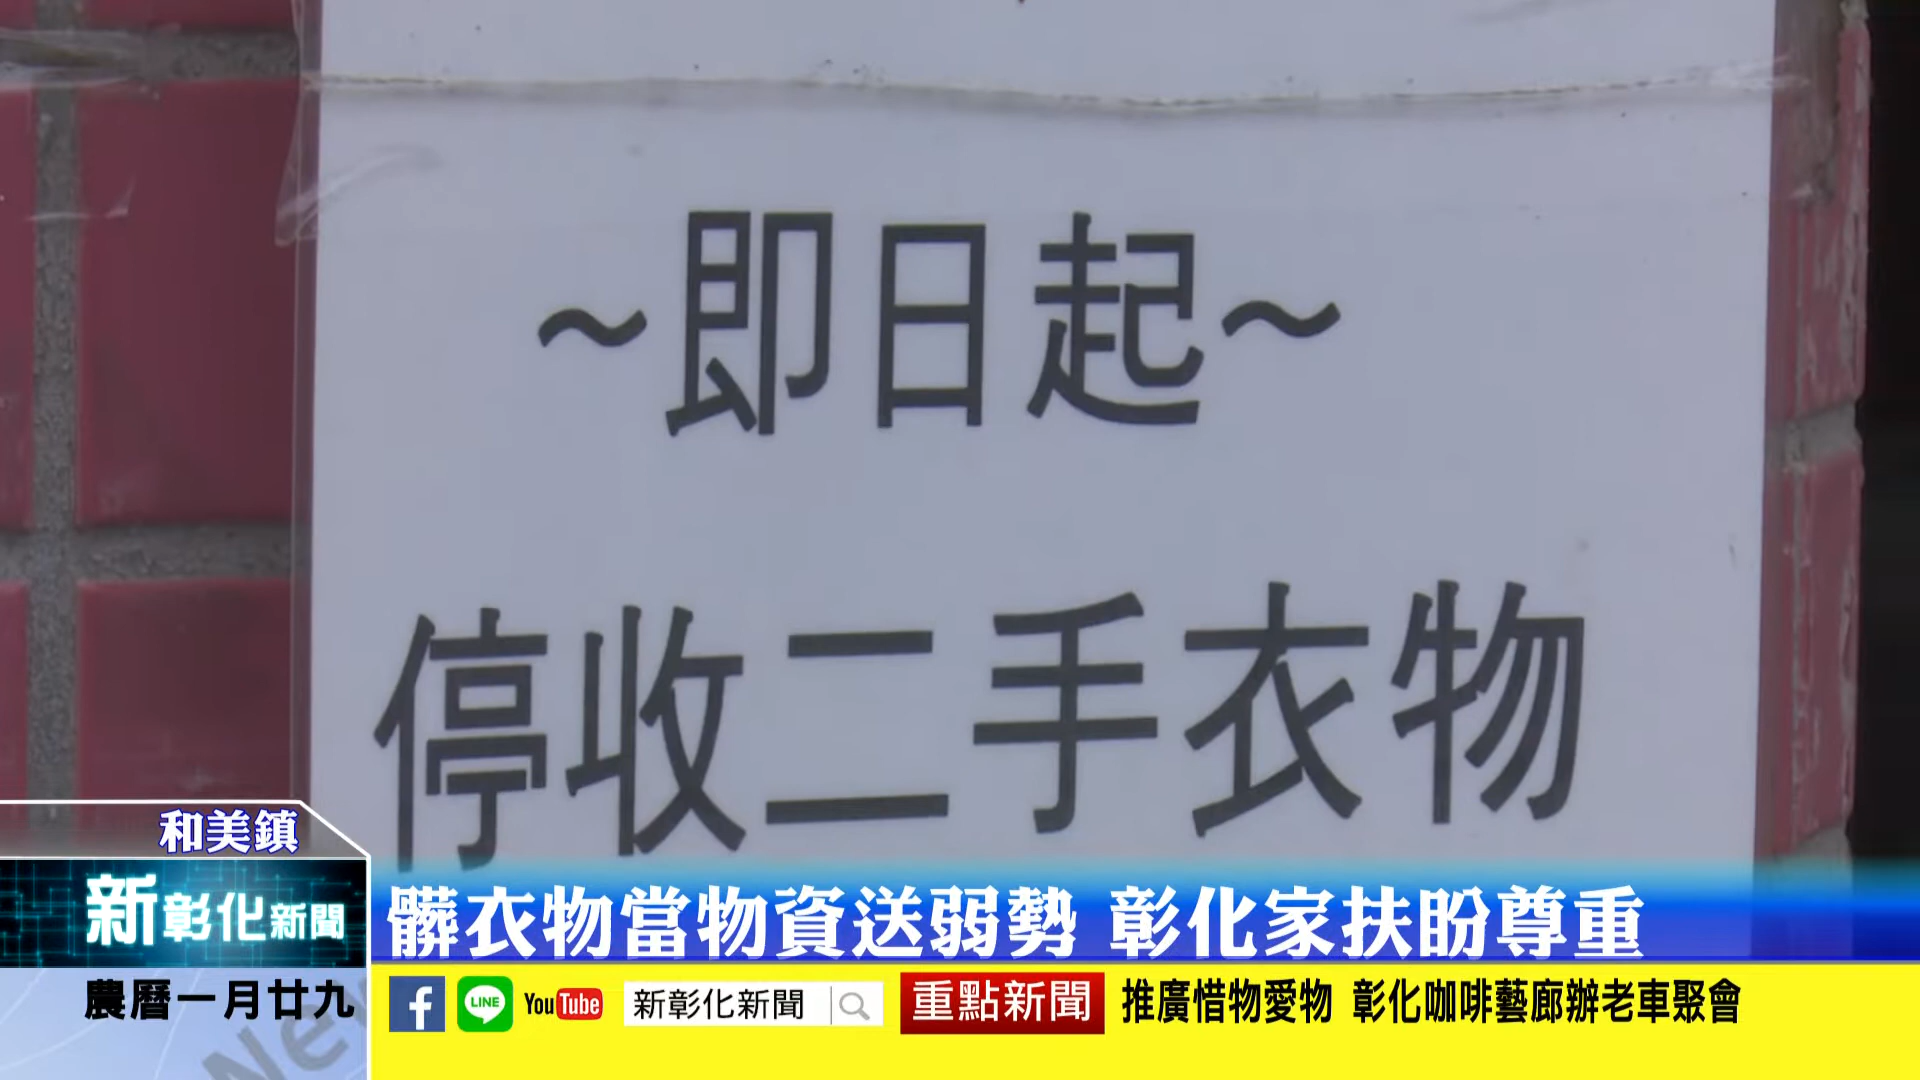 ~即日起~
停收二手衣物
和美鎮
新彰化新聞
髒衣物當物資送弱勢 彰化家扶盼尊重
農曆一月廿九
LINE
YouTube
新彰化新聞
重點新聞
推廣惜物愛物 彰化咖啡藝廊辦老車聚會
New